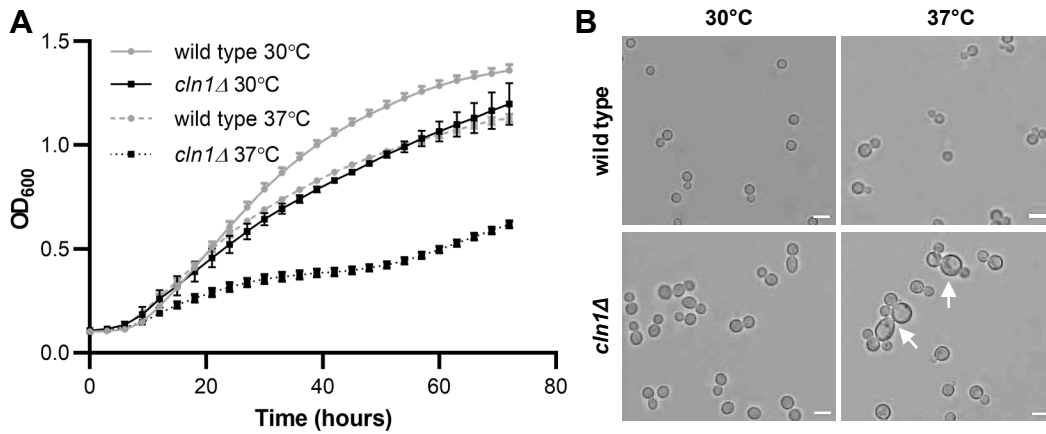 A
wild type 30°C
cln1Δ 30°C
wild type 37°C
cln1Δ 37°C
OD600
1.5
1.0
0.5
0.0
0
20
40
60
80
Time (hours)
B
30°C
37°C
wild type
cln1Δ